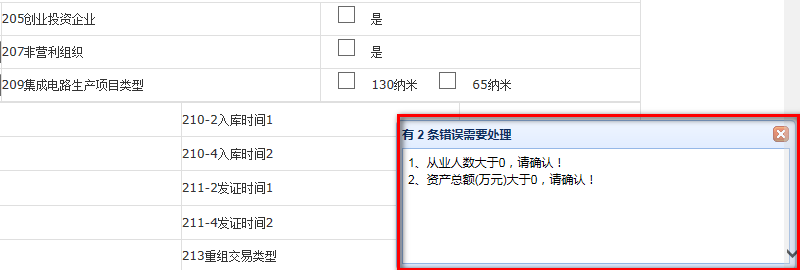 205创业投资企业 是
207非营利组织 是
209集成电路生产项目类型 130纳米 65纳米
210-2入库时间1
210-4入库时间2
211-2发证时间1
211-4发证时间2
213重组交易类型
有 2 条错误需要处理
1、从业人数大于0，请确认！
2、资产总额(万元)大于0，请确认！